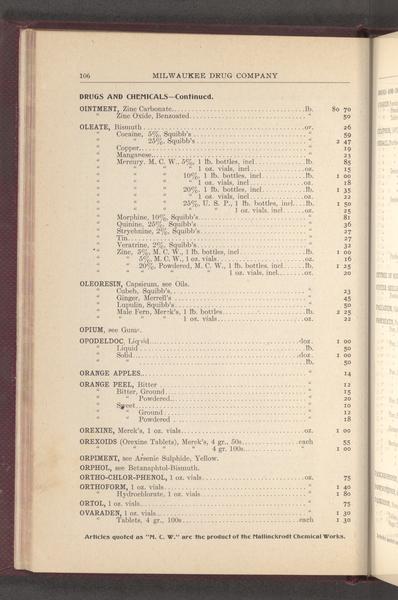 106 MILWAUKEE DRUG COMPANY
DRUGS AND CHEMICALS—Continued.
OINTMENT, Zinc Carbonate lb. $0 70
" Zinc Oxide, Benzoated " 50
OLEATE, Bismuth oz. 26
" Cocaine, 5%, Squibb's " 59
" " 25%, Squibb's " 2 47
" Copper " 19
" Manganese " 23
" Mercury, M. C. W., 5%, 1 lb. bottles, incl lb. 85
" " " " 1 oz. vials, incl oz. 15
" " " 10%, 1 lb. bottles, incl lb. 1 00
" " " " 1 oz. vials, incl oz. 18
" " " 20%, 1 lb. bottles, incl lb. 1 35
" " " " 1 oz. vials, incl oz. 22
" " " 25%, U. S. P., 1 lb. bottles, incl lb. 1 50
" " " " " 1 oz. vials, incl oz. 25
" Morphine, 10%, Squibb's " 81
" Quinine, 25%, Squibb's " 36
" Strychnine, 2%, Squibb's " 27
" Tin " 27
" Veratrine, 2%, Squibb's " 32
" Zinc, 5%, M. C. W., 1 lb. bottles, incl lb. 1 00
" " 5%, M. C. W., 1 oz. vials oz. 16
" " 20%, Powdered, M. C. W., 1 lb. bottles, incl lb. 1 25
" " " " " 1 oz. vials, incl oz. 20
OLEORESIN, Capsicum, see Oils.
" Cubeb, Squibb's " 23
" Ginger, Merrell's " 45
" Lupulin, Squibb's " 50
" Male Fern, Merck's, 1 lb. bottles lb. 2 25
" " " " 1 oz. vials oz. 22
OPIUM, see Gums.
OPODELDOC, Liquid doz. 1 00
" Liquid lb. 50
" Solid doz. 1 00
" " lb. 50
ORANGE APPLES " 14
ORANGE PEEL, Bitter " 12
" Bitter, Ground " 15
" " Powdered " 20
" Sweet " 10
" " Ground " 12
" " Powdered " 18
OREXINE, Merck's, 1 oz. vials oz. 1 00
OREXOIDS (Orexine Tablets), Merck's, 4 gr., 50s each 55
" " " " 4 gr. 100s " 1 00
ORPIMENT, see Arsenic Sulphide, Yellow.
ORPHOL, see Betanaphtol-Bismuth.
ORTHO-CHLOR-PHENOL, 1 oz. vials oz. 75
ORTHOFORM, 1 oz. vials " 1 40
" Hydrochlorate, 1 oz. vials " 1 80
ORTOL, 1 oz. vials " 75
OVARADEN, 1 oz. vials " 1 30
" Tablets, 4 gr., 100s each 1 30
Articles quoted as "M. C. W." are the product of the Mallinckrodt Chemical Works.